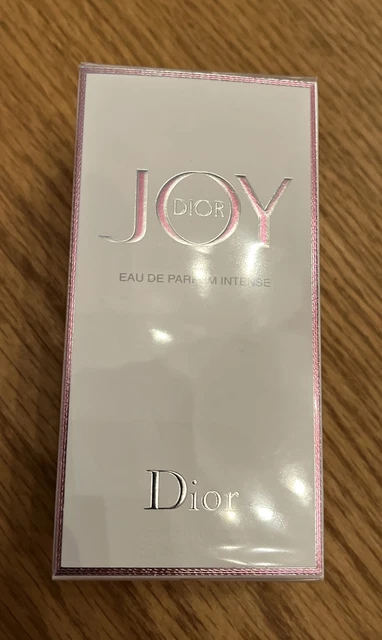 JOY
DIOR
EAU DE PARFUM INTENSE
Dior